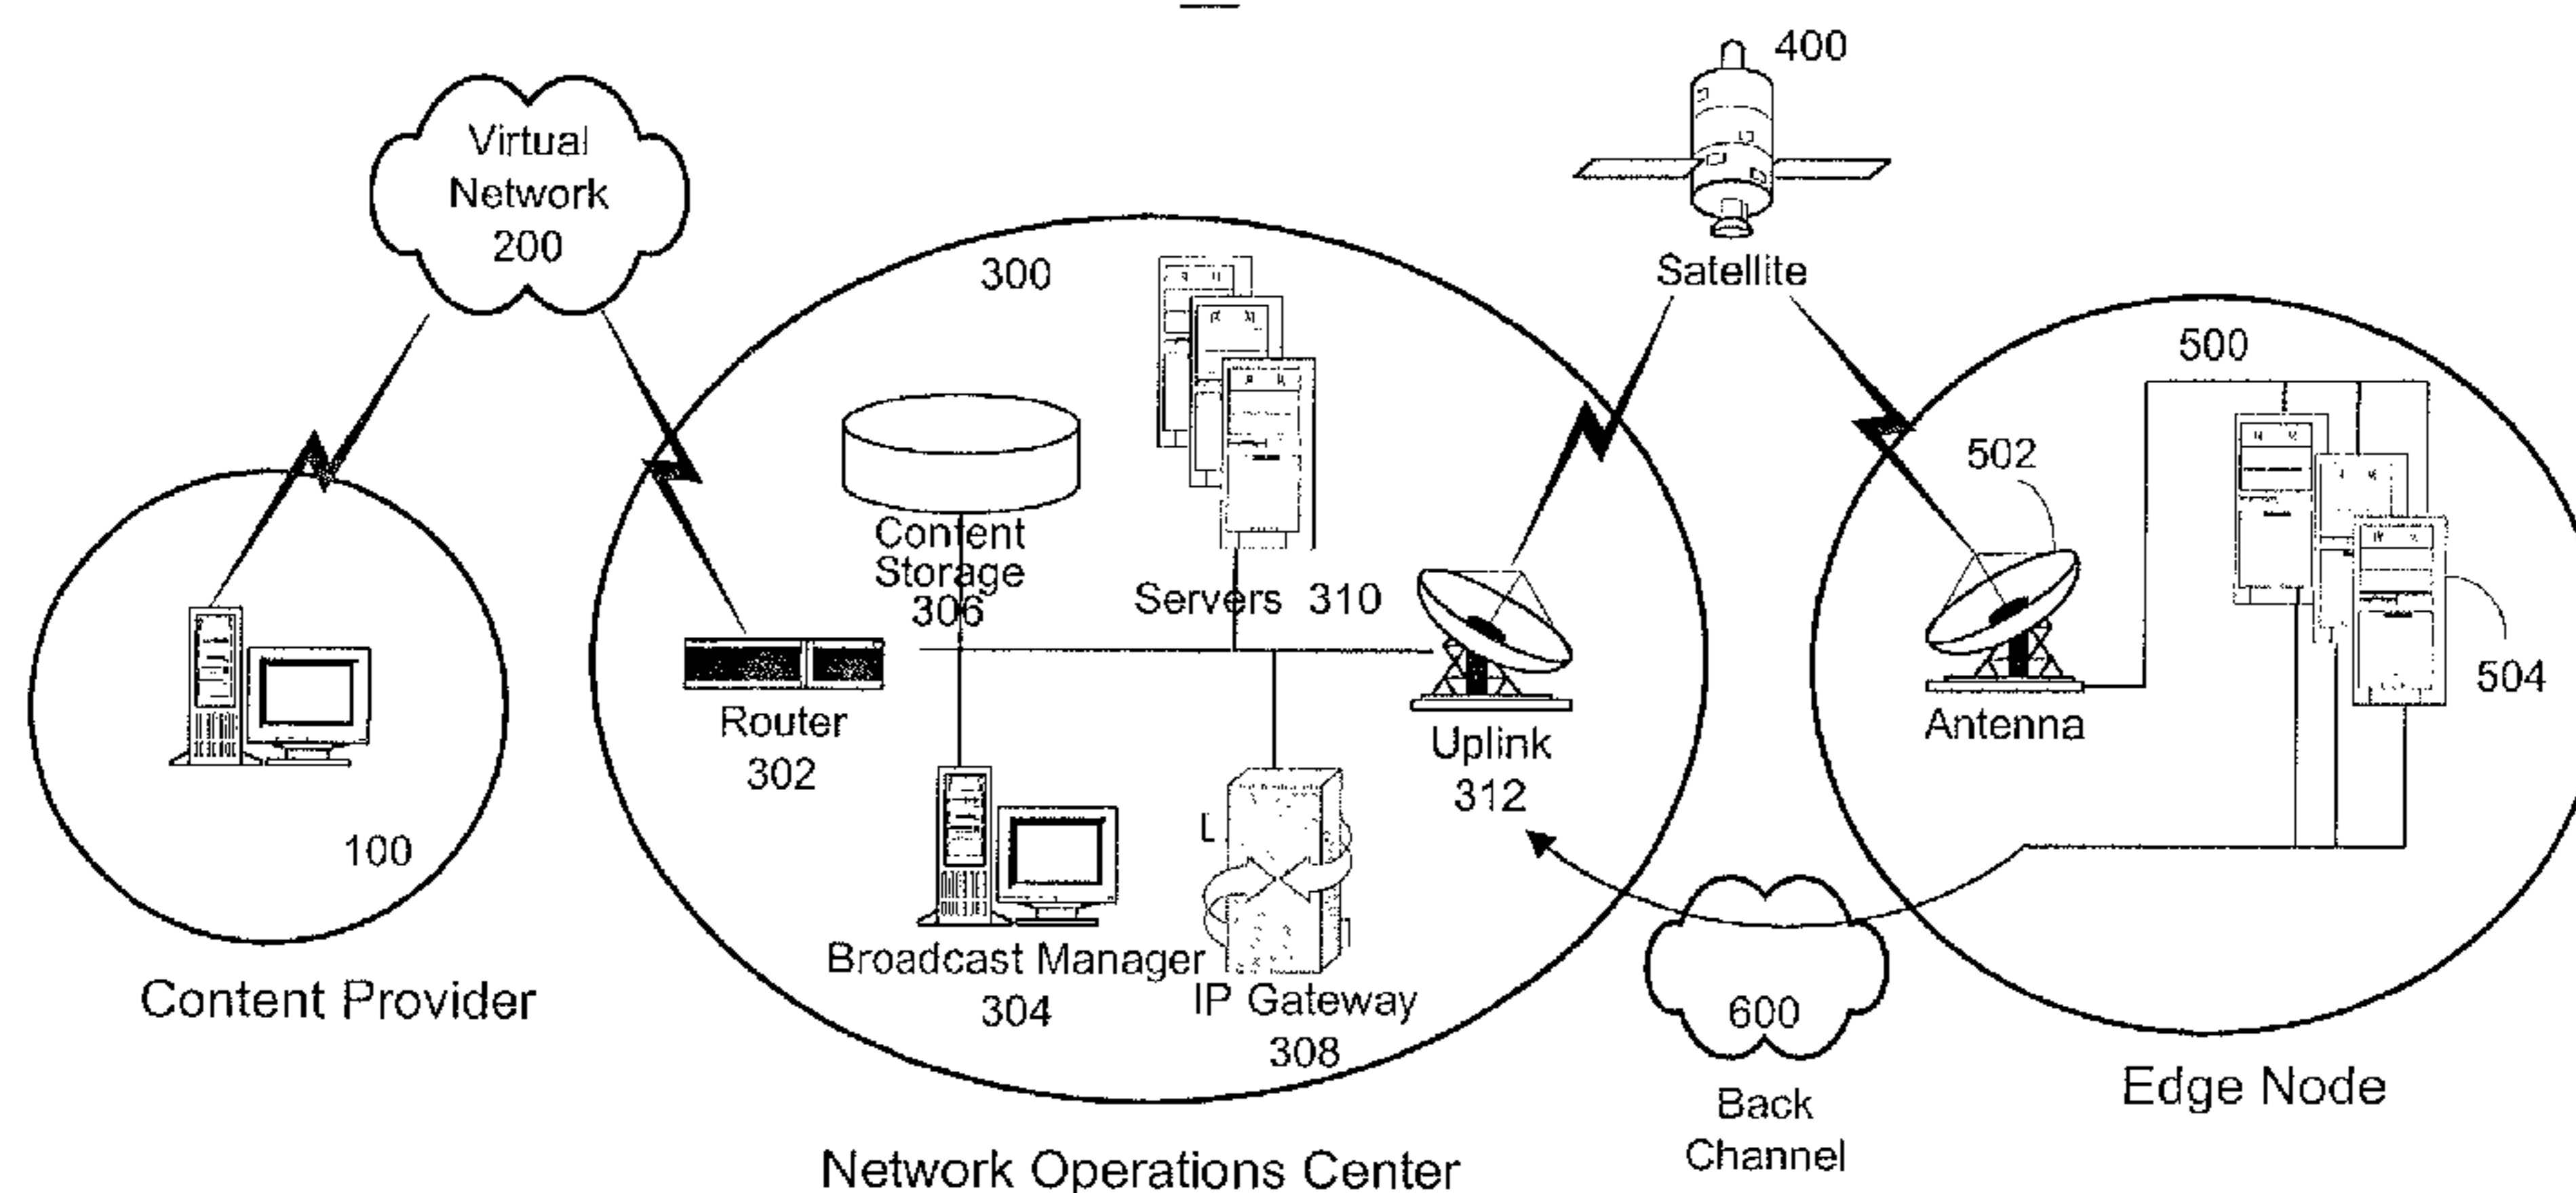 400
Virtual
Network
200
Satellite
300
500
502
Content
Storage
306
Servers 310
504
Router
302
Uplink
312
Antenna
100
L
Broadcast Manager
304
IP Gateway
308
Content Provider
600
Back
Channel
Edge Node
Network Operations Center